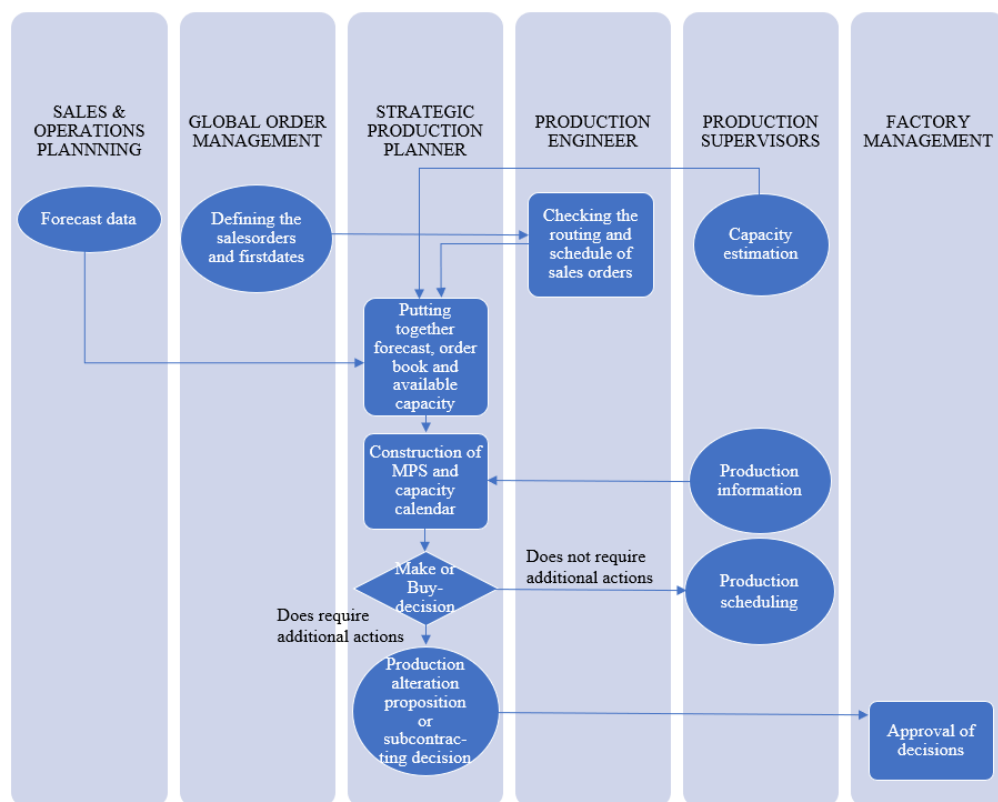 SALES &
OPERATIONS
PLANNNING
GLOBAL ORDER
MANAGEMENT
STRATEGIC
PRODUCTION
PLANNER
PRODUCTION
ENGINEER
PRODUCTION
SUPERVISORS
FACTORY
MANAGEMENT
Forecast data
Defining the
salesorders
and firstdates
Checking the
routing and
schedule of
sales orders
Capacity
estimation
Putting
together
forecast, order
book and
available
capacity
Construction of
MPS and
capacity
calendar
Production
information
Make or
Buy-
decision
Does not require
additional actions
Production
scheduling
Does require
additional actions
Production
alteration
proposition
or
subcontrac-
ting decision
Approval of
decisions